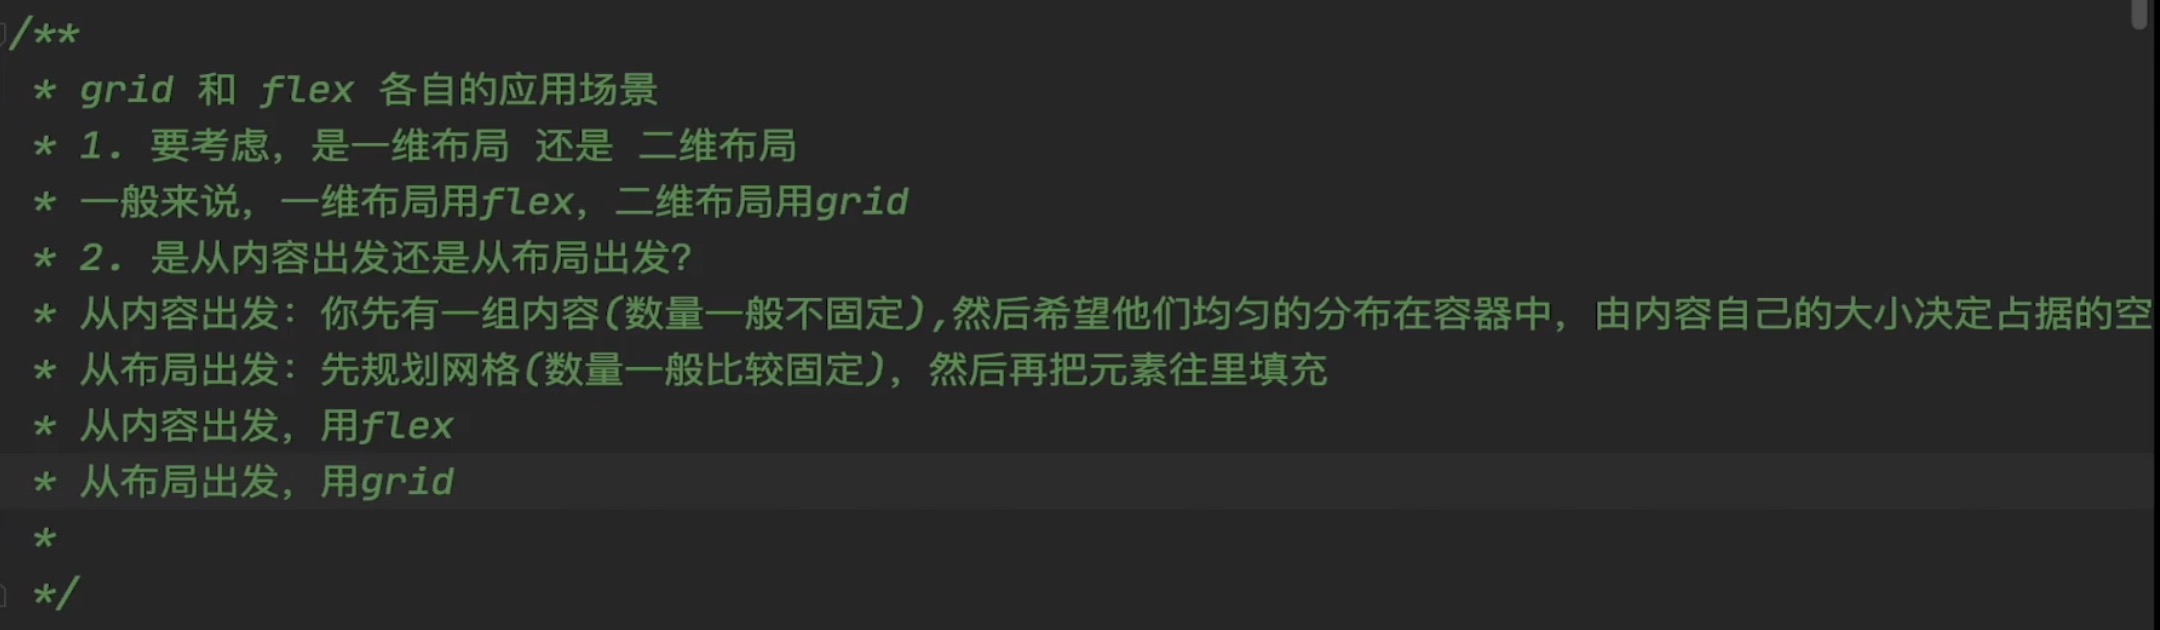 /**
* grid 和 flex 各自的应用场景
* 1. 要考虑，是一维布局 还是 二维布局
* 一般来说，一维布局用flex，二维布局用grid
* 2. 是从内容出发还是从布局出发？
* 从内容出发：你先有一组内容(数量一般不固定),然后希望他们均匀的分布在容器中，由内容自己的大小决定占据的空
* 从布局出发：先规划网格(数量一般比较固定)，然后再把元素往里填充
* 从内容出发，用flex
* 从布局出发，用grid
*
*/